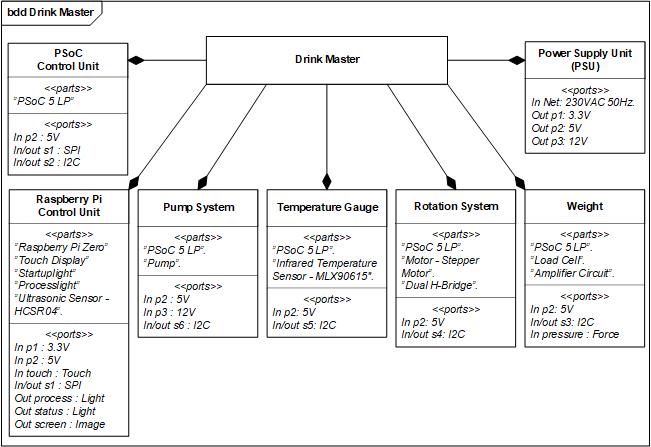 bdd Drink Master
PSoC
Control Unit
<<parts>>
"PSoC 5 LP"
<<ports>>
In p2 : 5V
In/out s1 : SPI
In/out s2 : I2C
Drink Master
Power Supply Unit
(PSU)
<<ports>>
In Net: 230VAC 50Hz.
Out p1: 3.3V
Out p2: 5V
Out p3: 12V
Raspberry Pi
Control Unit
<<parts>>
"Raspberry Pi Zero"
"Touch Display"
"Startuplight"
"Processlight"
"Ultrasonic Sensor -
HCSR04".
<<ports>>
In p1 : 3.3V
In p2 : 5V
In touch : Touch
In/out s1 : SPI
Out process : Light
Out status : Light
Out screen : Image
Pump System
<<parts>>
"PSoC 5 LP".
"Pump".
<<ports>>
In p2 : 5V
In p3 : 12V
In/out s6 : I2C
Temperature Gauge
<<parts>>
"PSoC 5 LP".
"Infrared Temperature
Sensor - MLX90615".
<<ports>>
In p2: 5V
In/out s5: I2C
Rotation System
<<parts>>
"PSoC 5 LP".
"Motor - Stepper
Motor".
"Dual H-Bridge".
<<ports>>
In p2: 5V
In/out s4: I2C
Weight
<<parts>>
"PSoC 5 LP".
"Load Cell".
"Amplifier Circuit".
<<ports>>
In p2: 5V
In/out s3: I2C
In pressure : Force